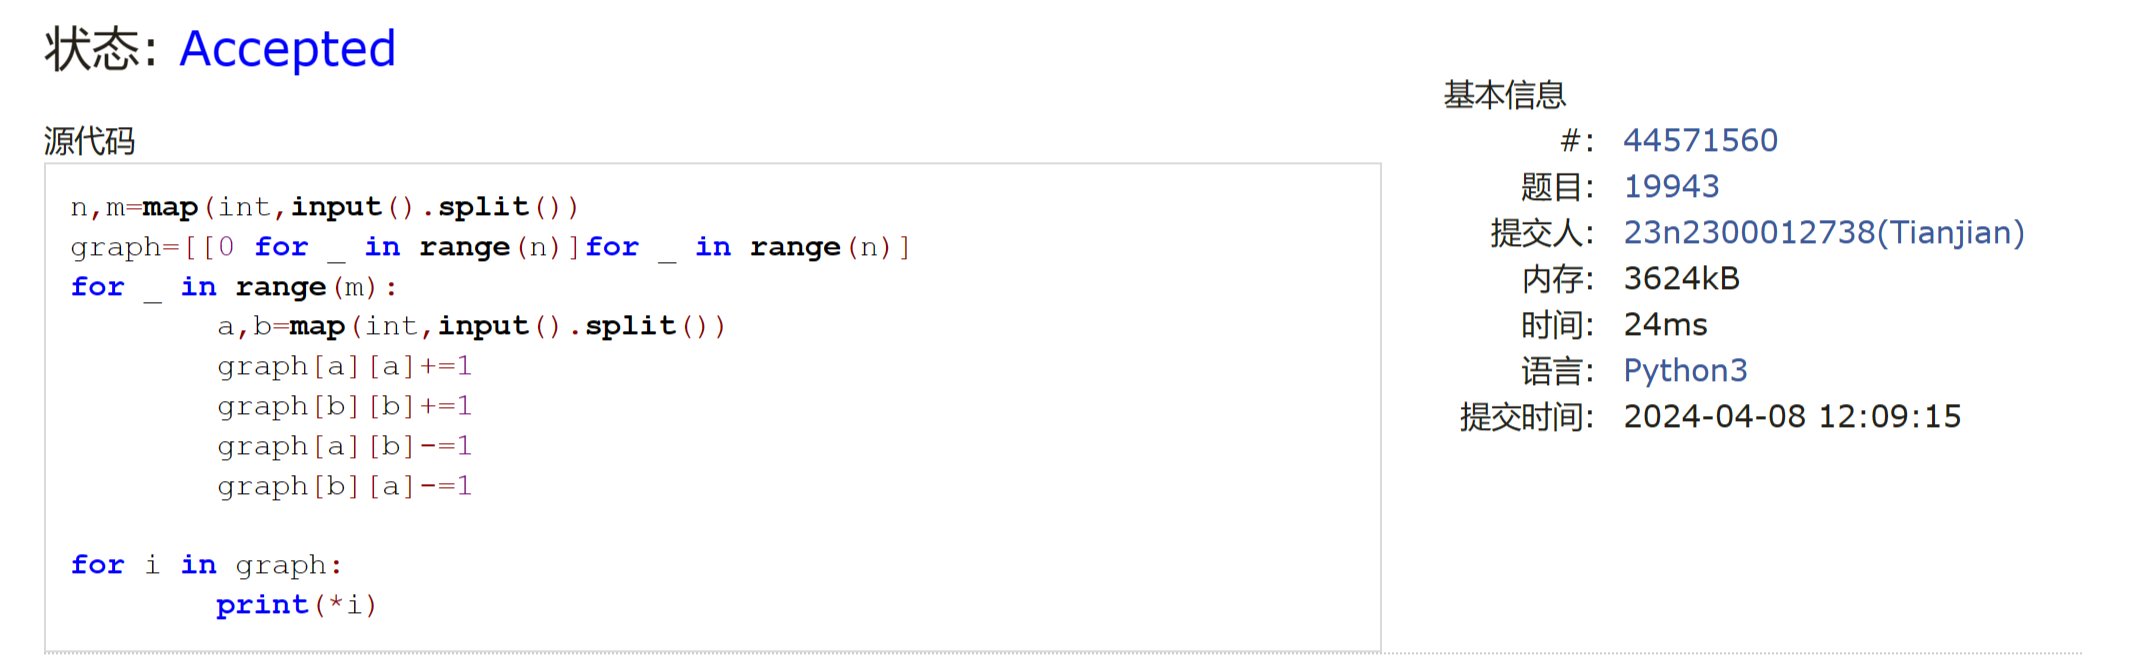 状态: Accepted
源代码
n,m=map(int,input().split())
graph=[[0 for _ in range(n)]for _ in range(n)]
for _ in range(m):
        a,b=map(int,input().split())
        graph[a][a]+=1
        graph[b][b]+=1
        graph[a][b]-=1
        graph[b][a]-=1
for i in graph:
        print(*i)
基本信息
#: 44571560
题目: 19943
提交人: 23n2300012738(Tianjian)
内存: 3624kB
时间: 24ms
语言: Python3
提交时间: 2024-04-08 12:09:15